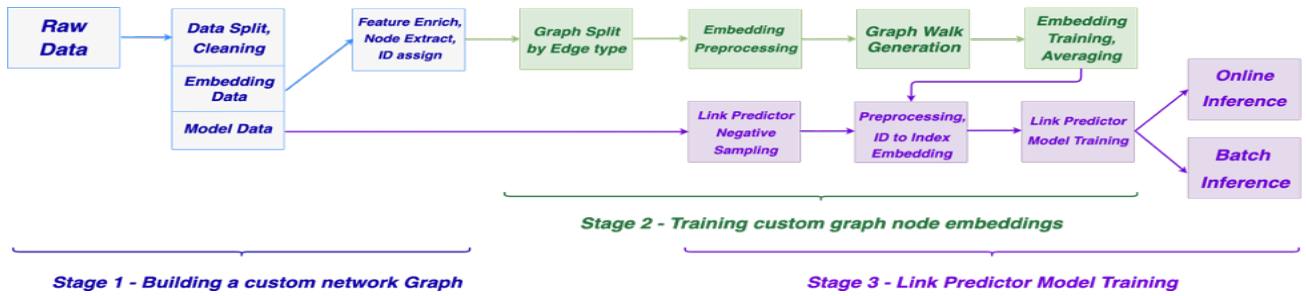 Raw
Data
Data Split,
Cleaning
Embedding
Data
Model Data
Feature Enrich,
Node Extract,
ID assign
Graph Split
by Edge type
Embedding
Preprocessing
Graph Walk
Generation
Embedding
Training,
Averaging
Link Predictor
Negative
Sampling
Preprocessing,
ID to Index
Embedding
Link Predictor
Model Training
Online
Inference
Batch
Inference
Stage 2 - Training custom graph node embeddings
Stage 1 - Building a custom network Graph
Stage 3 - Link Predictor Model Training